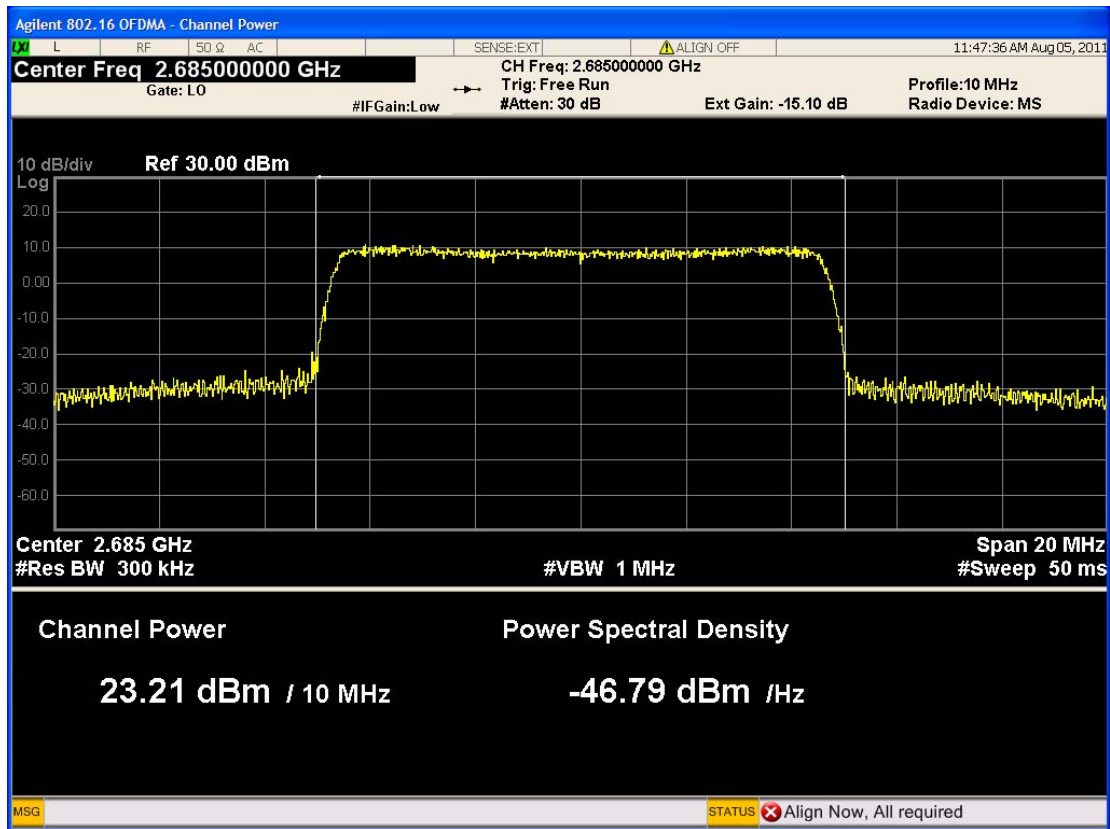 Agilent 802.16 OFDMA - Channel Power
LXI L RF 50 Ω AC SENSE:EXT ALIGN OFF 11:47:36 AM Aug 05, 2011
Center Freq 2.685000000 GHz
Gate: LO
#IFGain:Low
CH Freq: 2.685000000 GHz
Trig: Free Run
#Atten: 30 dB
Ext Gain: -15.10 dB
Profile:10 MHz
Radio Device: MS
10 dB/div Ref 30.00 dBm
Log
20.0
10.0
0.00
-10.0
-20.0
-30.0
-40.0
-50.0
-60.0
Center 2.685 GHz Span 20 MHz
#Res BW 300 kHz #VBW 1 MHz #Sweep 50 ms
Channel Power Power Spectral Density
23.21 dBm / 10 MHz -46.79 dBm /Hz
MSG STATUS Align Now, All required